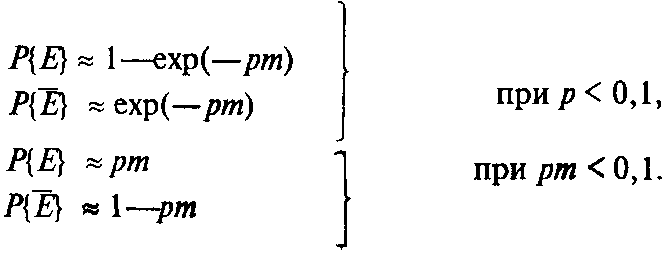 P{E} ≈ 1—exp(—pm)
P{E̅} ≈ exp(—pm)
при p < 0,1,
P{E} ≈ pm
P{E̅} ≈ 1—pm
при pm < 0,1.